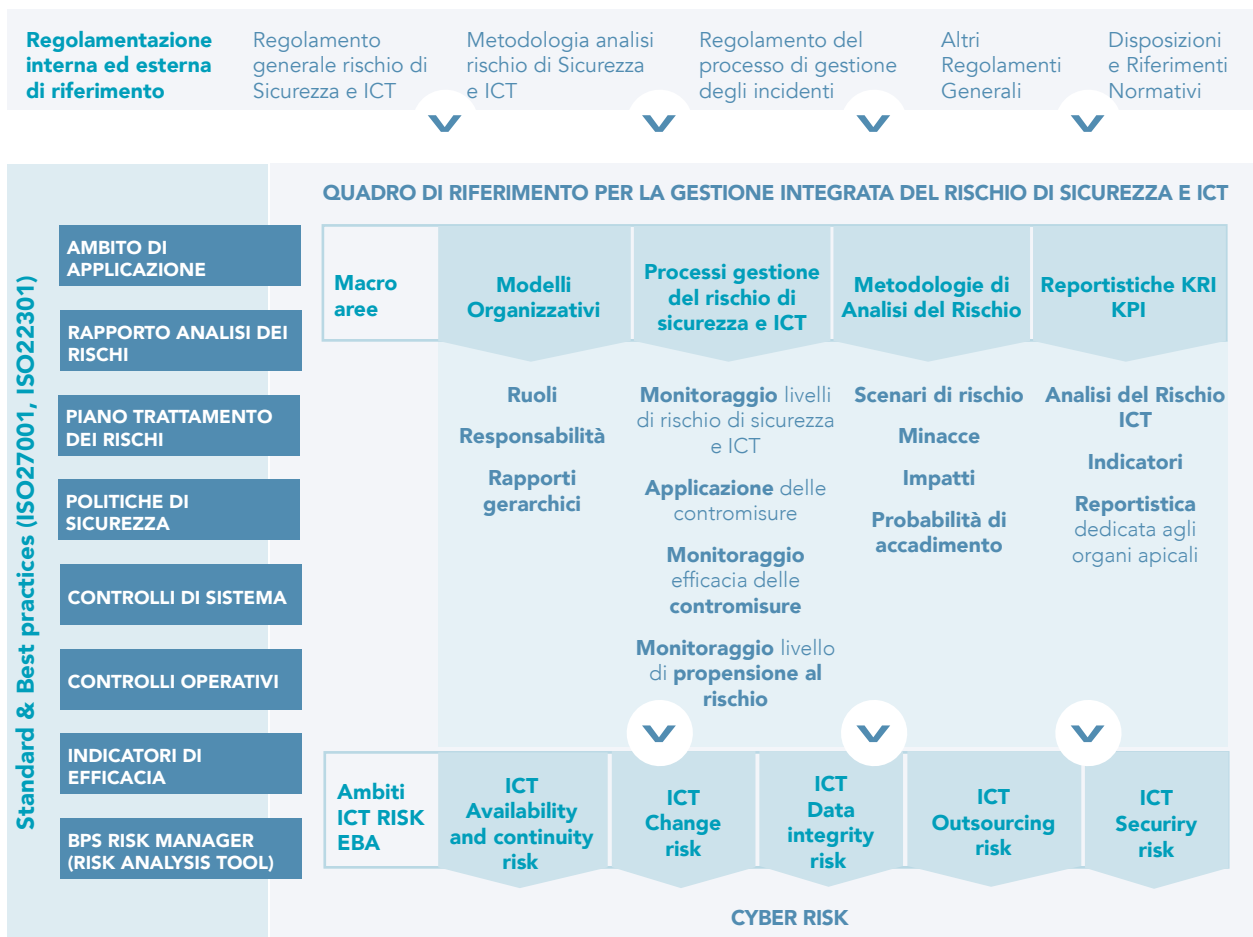 Regolamentazione
interna ed esterna
di riferimento
Regolamento
generale rischio di
Sicurezza e ICT
Metodologia analisi
rischio di Sicurezza
e ICT
Regolamento del
processo di gestione
degli incidenti
Altri
Regolamenti
Generali
Disposizioni
e Riferimenti
Normativi
Standard & Best practices (ISO27001, ISO22301)
AMBITO DI
APPLICAZIONE
RAPPORTO ANALISI DEI
RISCHI
PIANO TRATTAMENTO
DEI RISCHI
POLITICHE DI
SICUREZZA
CONTROLLI DI SISTEMA
CONTROLLI OPERATIVI
INDICATORI DI
EFFICACIA
BPS RISK MANAGER
(RISK ANALYSIS TOOL)
QUADRO DI RIFERIMENTO PER LA GESTIONE INTEGRATA DEL RISCHIO DI SICUREZZA E ICT
Macro
aree
Modelli
Organizzativi
Processi gestione
del rischio di
sicurezza e ICT
Metodologie di
Analisi del Rischio
Reportistiche KRI
KPI
Ruoli
Responsabilità
Rapporti
gerarchici
Monitoraggio livelli
di rischio di sicurezza
e ICT
Applicazione delle
contromisure
Monitoraggio
efficacia delle
contromisure
Monitoraggio livello
di propensione al
rischio
Scenari di rischio
Minacce
Impatti
Probabilità di
accadimento
Analisi del Rischio
ICT
Indicatori
Reportistica
dedicata agli
organi apicali
Ambiti
ICT RISK
EBA
ICT
Availability
and continuity
risk
ICT
Change
risk
ICT
Data
integrity
risk
ICT
Outsourcing
risk
ICT
Securiry
risk
CYBER RISK